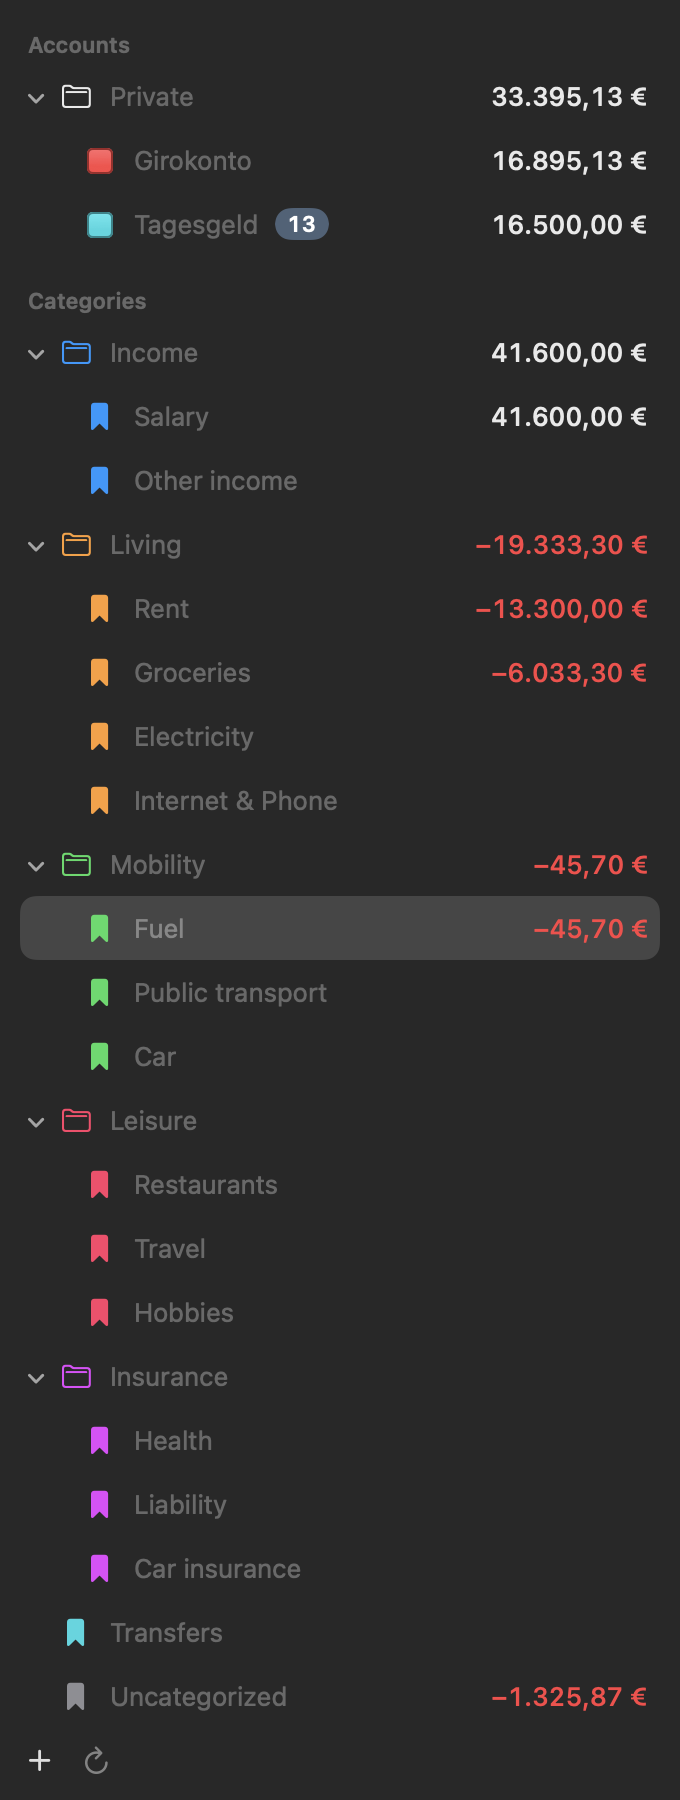 Accounts
Private 33.395,13 €
Girokonto 16.895,13 €
Tagesgeld 13 16.500,00 €
Categories
Income 41.600,00 €
Salary 41.600,00 €
Other income
Living −19.333,30 €
Rent −13.300,00 €
Groceries −6.033,30 €
Electricity
Internet & Phone
Mobility −45,70 €
Fuel −45,70 €
Public transport
Car
Leisure
Restaurants
Travel
Hobbies
Insurance
Health
Liability
Car insurance
Transfers
Uncategorized −1.325,87 €